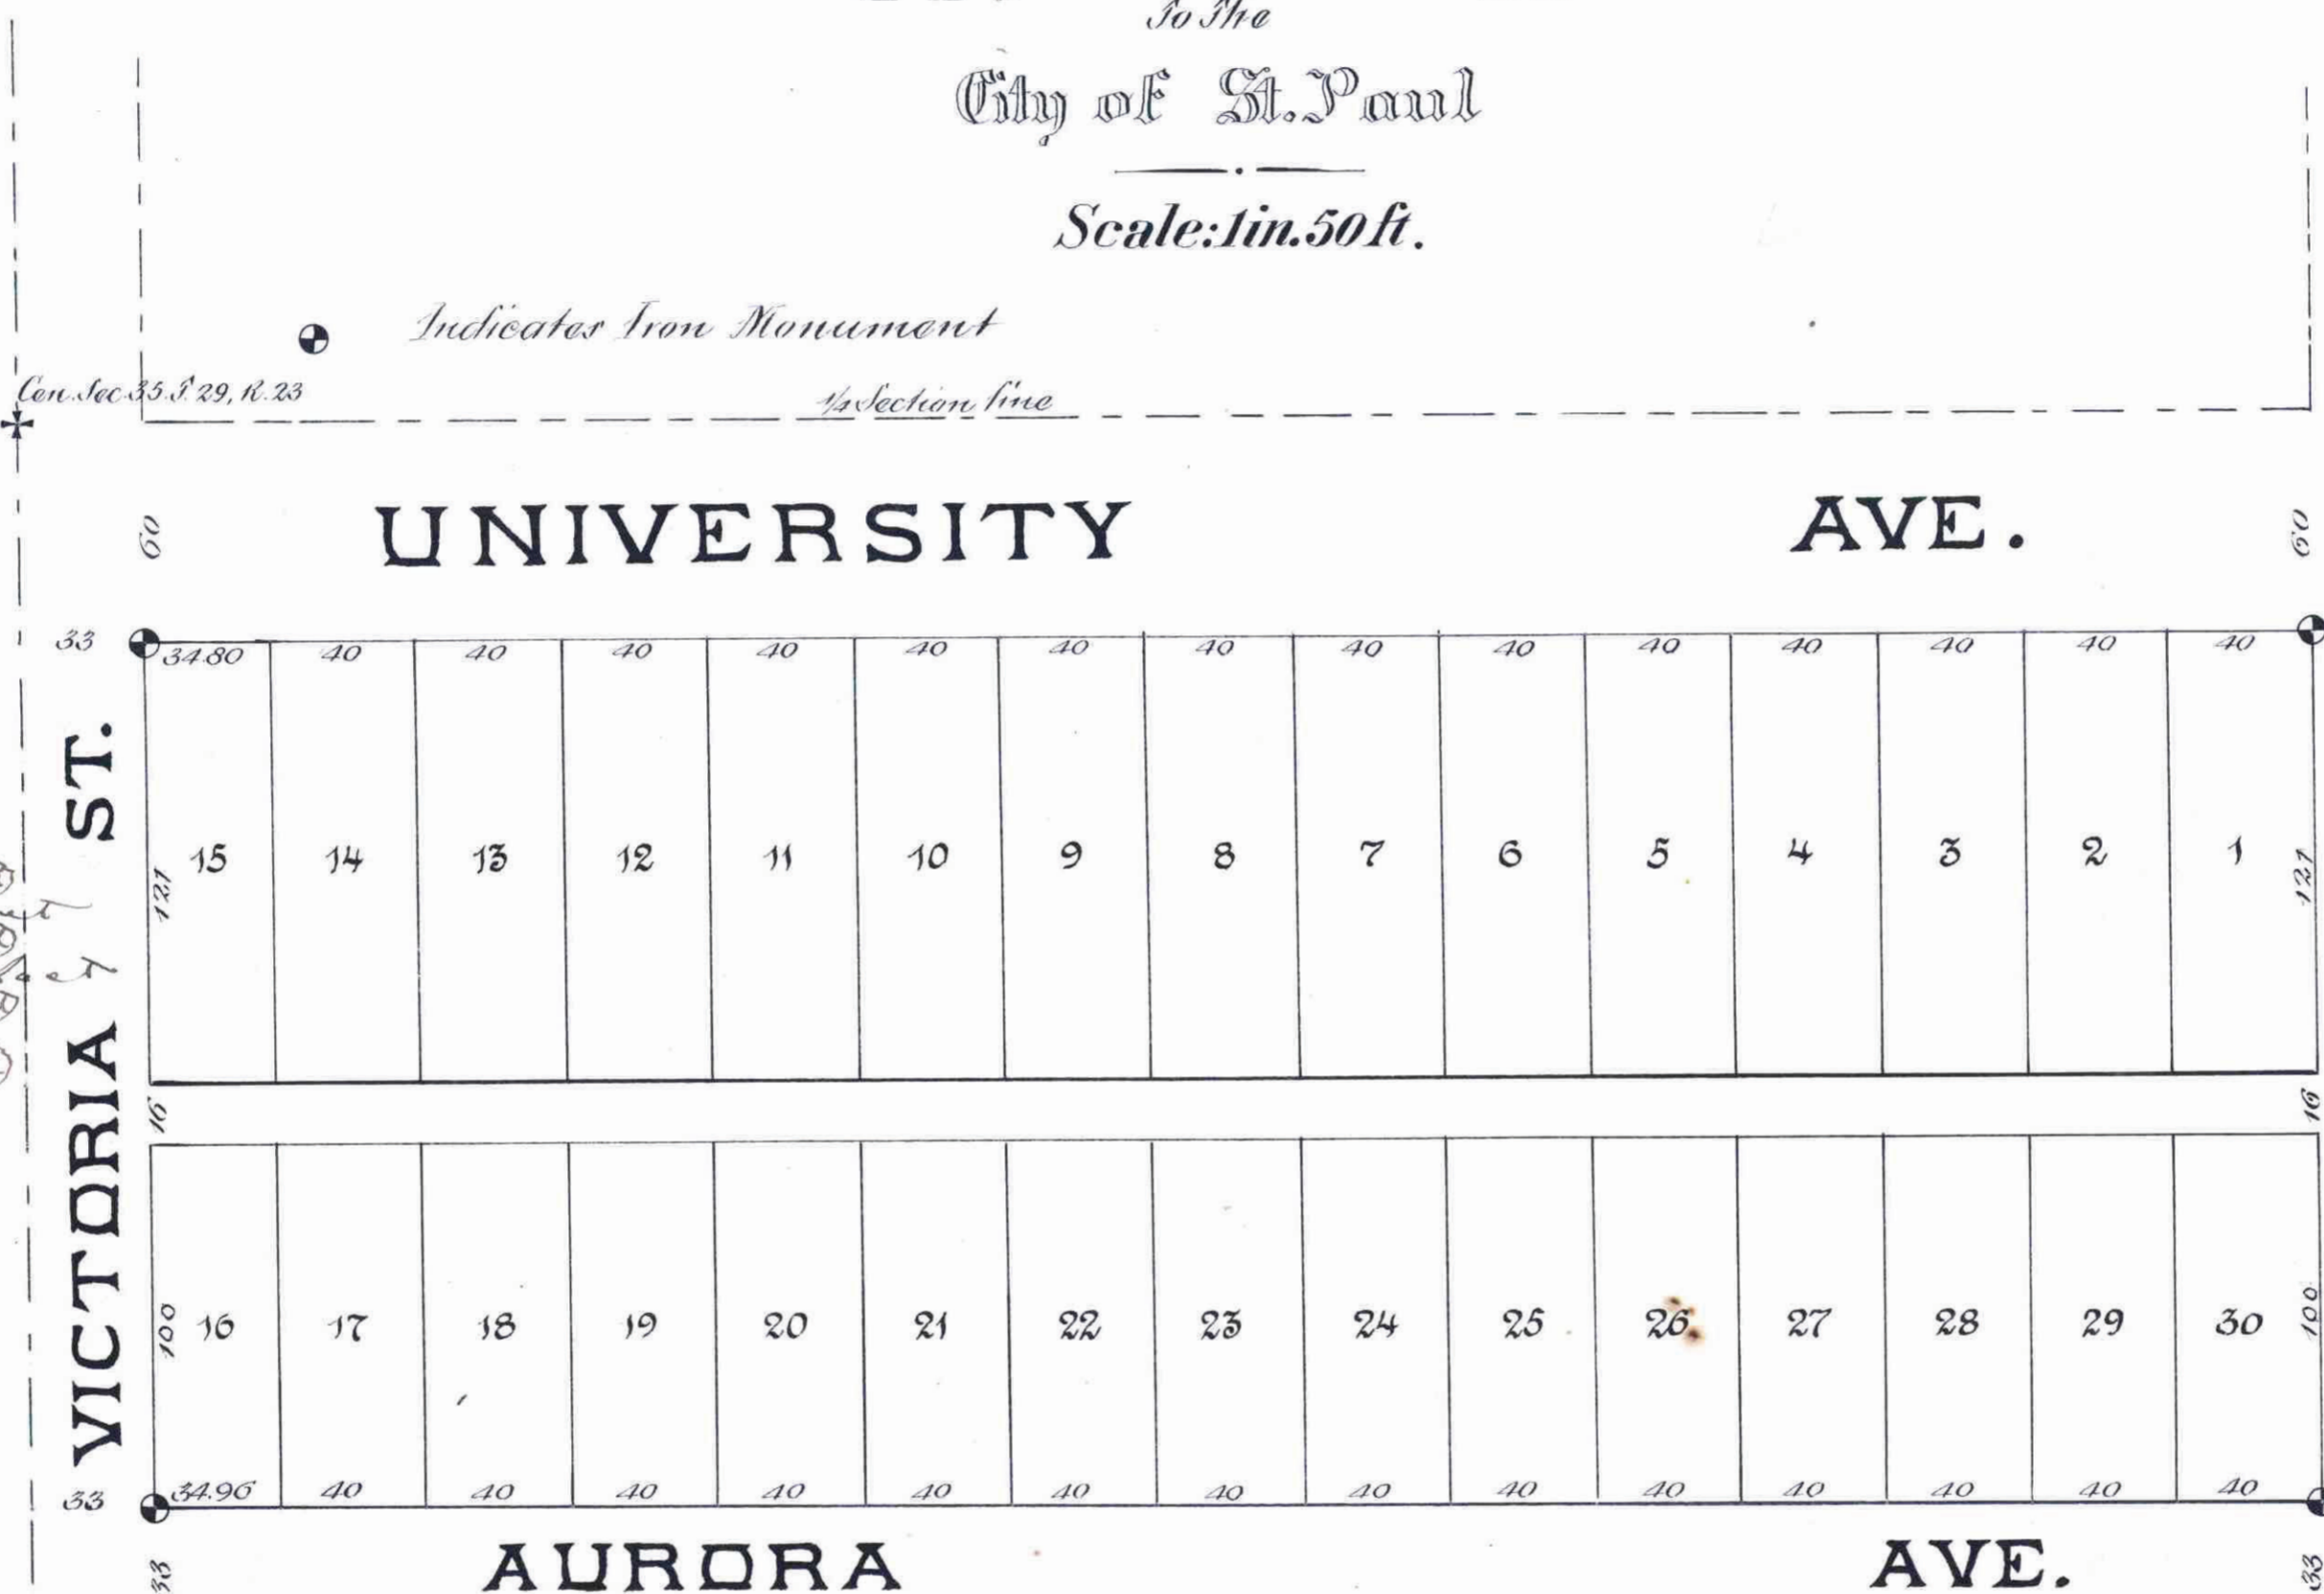 To The
City of St. Paul
Scale: 1 in. 50 ft.
Indicates Iron Monument
Cen. Sec. 35. T. 29, R. 23
1/4 Section line
60
UNIVERSITY AVE.
60
33
34.80 40 40 40 40 40 40 40 40 40 40 40 40 40 40
VICTORIA ST.
121
15 14 13 12 11 10 9 8 7 6 5 4 3 2 1
121
16
16
100
16 17 18 19 20 21 22 23 24 25 26 27 28 29 30
100
33
34.96 40 40 40 40 40 40 40 40 40 40 40 40 40 40
33
AURORA AVE.
33